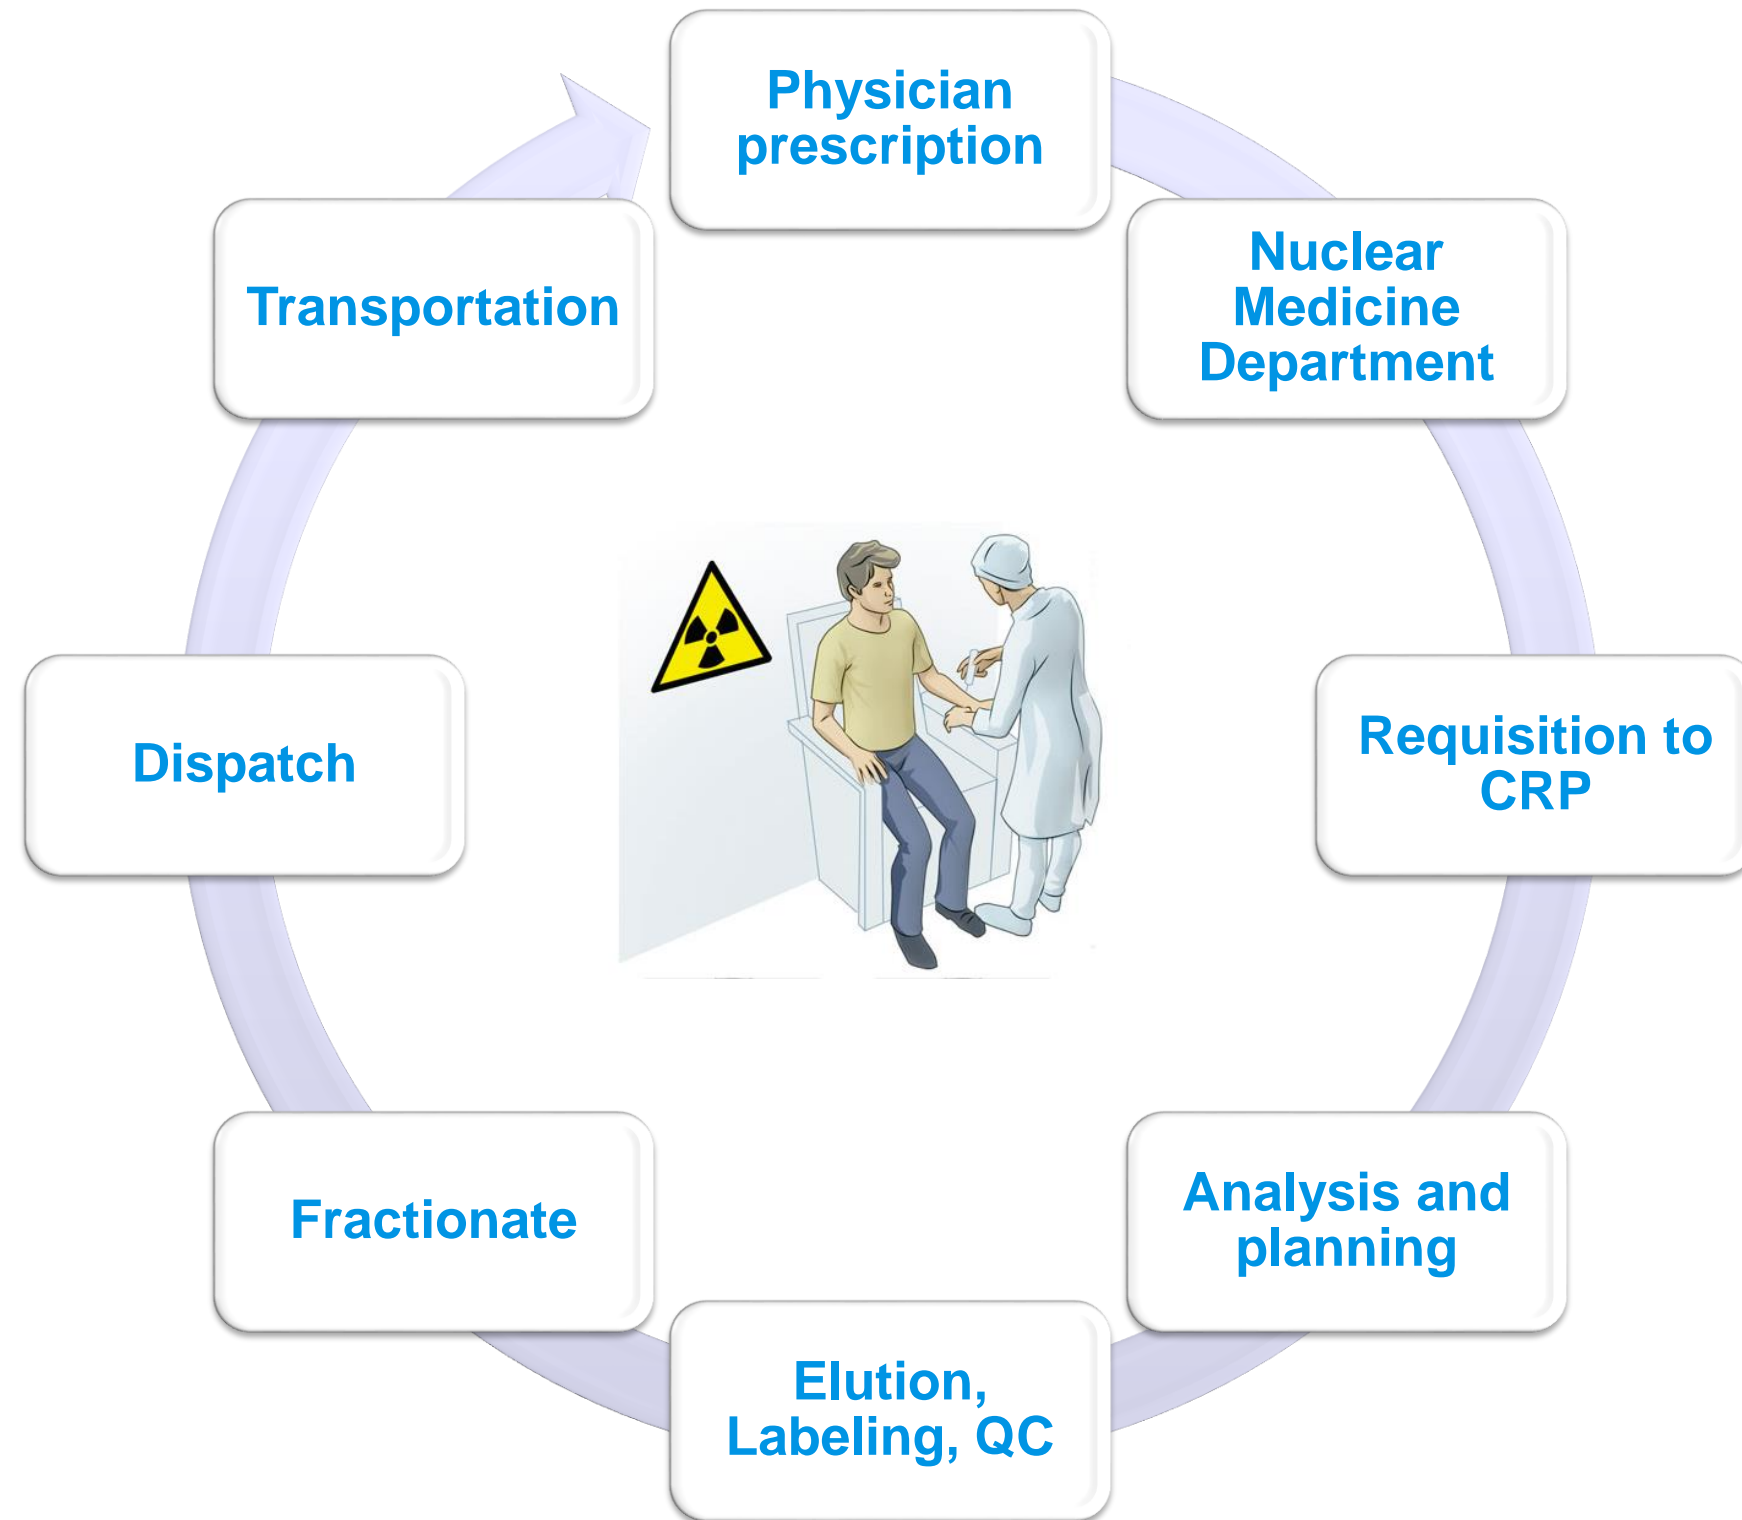 Physician
prescription
Nuclear
Medicine
Department
Requisition to
CRP
Analysis and
planning
Elution,
Labeling, QC
Fractionate
Dispatch
Transportation